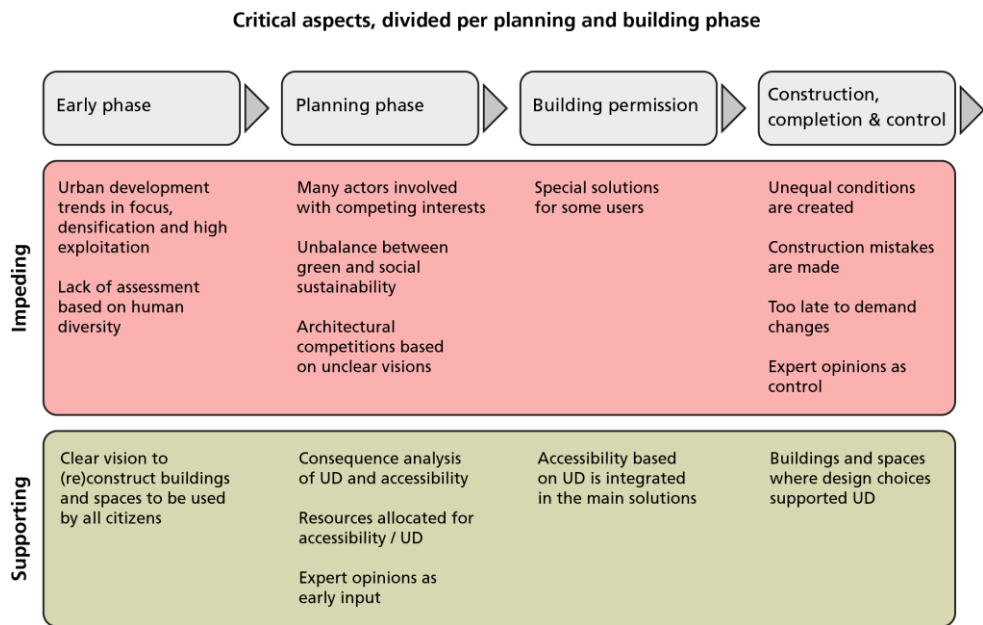 Critical aspects, divided per planning and building phase
Early phase
Planning phase
Building permission
Construction,
completion & control
Impeding
Urban development
trends in focus,
densification and high
exploitation
Lack of assessment
based on human
diversity
Many actors involved
with competing interests
Unbalance between
green and social
sustainability
Architectural
competitions based
on unclear visions
Special solutions
for some users
Unequal conditions
are created
Construction mistakes
are made
Too late to demand
changes
Expert opinions as
control
Supporting
Clear vision to
(re)construct buildings
and spaces to be used
by all citizens
Consequence analysis
of UD and accessibility
Resources allocated for
accessibility / UD
Expert opinions as
early input
Accessibility based
on UD is integrated
in the main solutions
Buildings and spaces
where design choices
supported UD